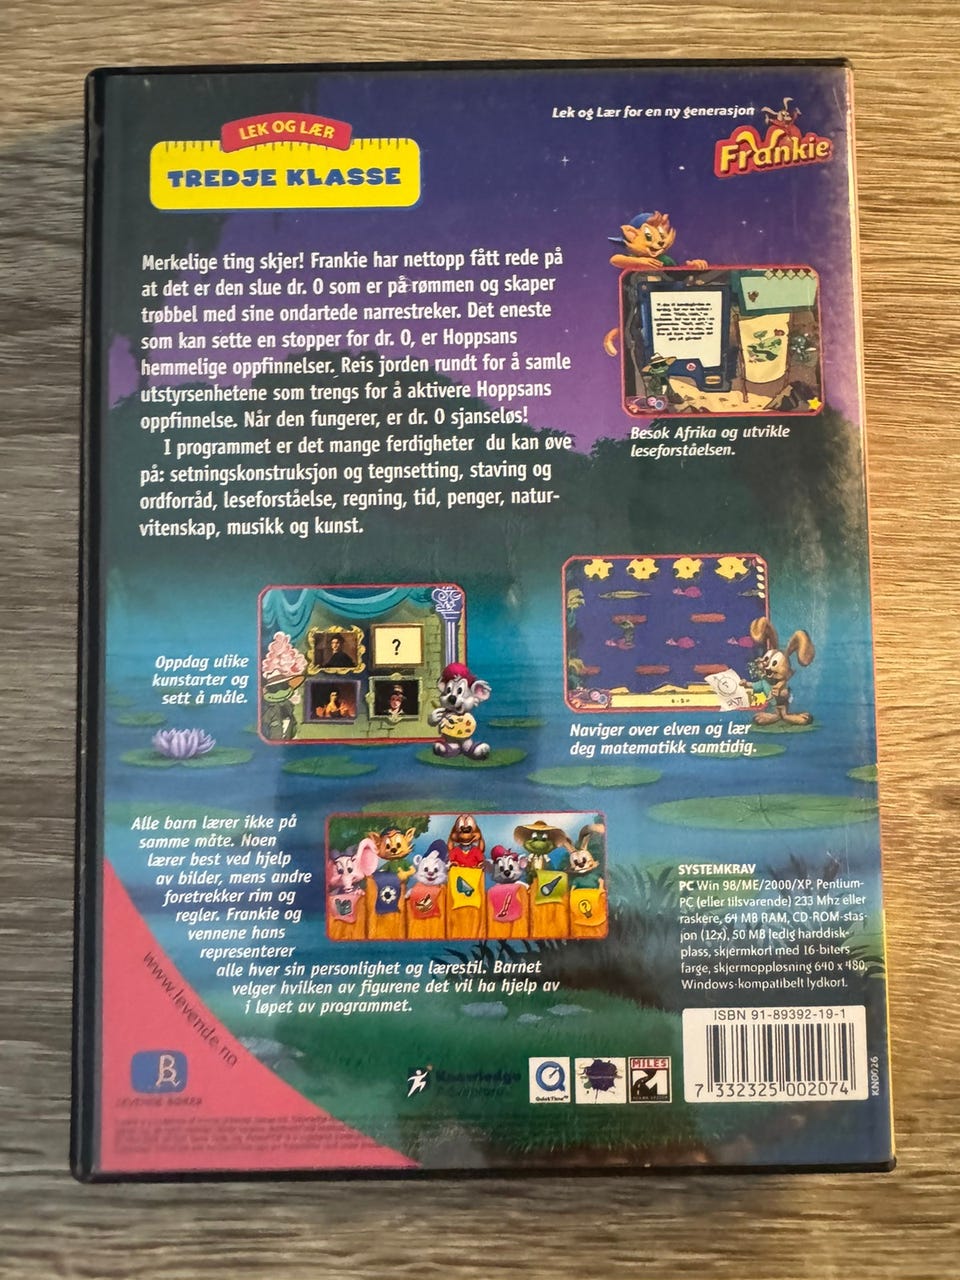 Lek og Lær for en ny generasjon
Frankie
LEK OG LÆR
TREDJE KLASSE
Merkelige ting skjer! Frankie har nettopp fått rede på
at det er den slue dr. O som er på rømmen og skaper
trøbbel med sine ondartede narrestreker. Det eneste
som kan sette en stopper for dr. O, er Hoppsans
hemmelige oppfinnelser. Reis jorden rundt for å samle
utstyrsenhetene som trengs for å aktivere Hoppsans
oppfinnelse. Når den fungerer, er dr. O sjanseløs!
I programmet er det mange ferdigheter du kan øve
på: setningskonstruksjon og tegnsetting, staving og
ordforråd, leseforståelse, regning, tid, penger, natur-
vitenskap, musikk og kunst.
Besøk Afrika og utvikle
leseforståelsen.
Oppdag ulike
kunstarter og
sett å måle.
?
Naviger over elven og lær
deg matematikk samtidig.
Alle barn lærer ikke på
samme måte. Noen
lærer best ved hjelp
av bilder, mens andre
foretrekker rim og
regler. Frankie og
vennene hans
representerer
alle hver sin personlighet og lærestil. Barnet
velger hvilken av figurene det vil ha hjelp av
i løpet av programmet.
SYSTEMKRAV
PC Win 98/ME/2000/XP, Pentium-
PC (eller tilsvarende) 233 Mhz eller
raskere, 64 MB RAM, CD-ROM-stas-
jon (12x), 50 MB ledig harddisk-
plass, skjermkort med 16-biters
farge, skjermoppløsning 640 x 480,
Windows-kompatibelt lydkort.
www.levende.no
LEVENDE BØKER
Knowledge
QuickTime
MILES
ISBN 91-89392-19-1
7 332325 002074
KN0026